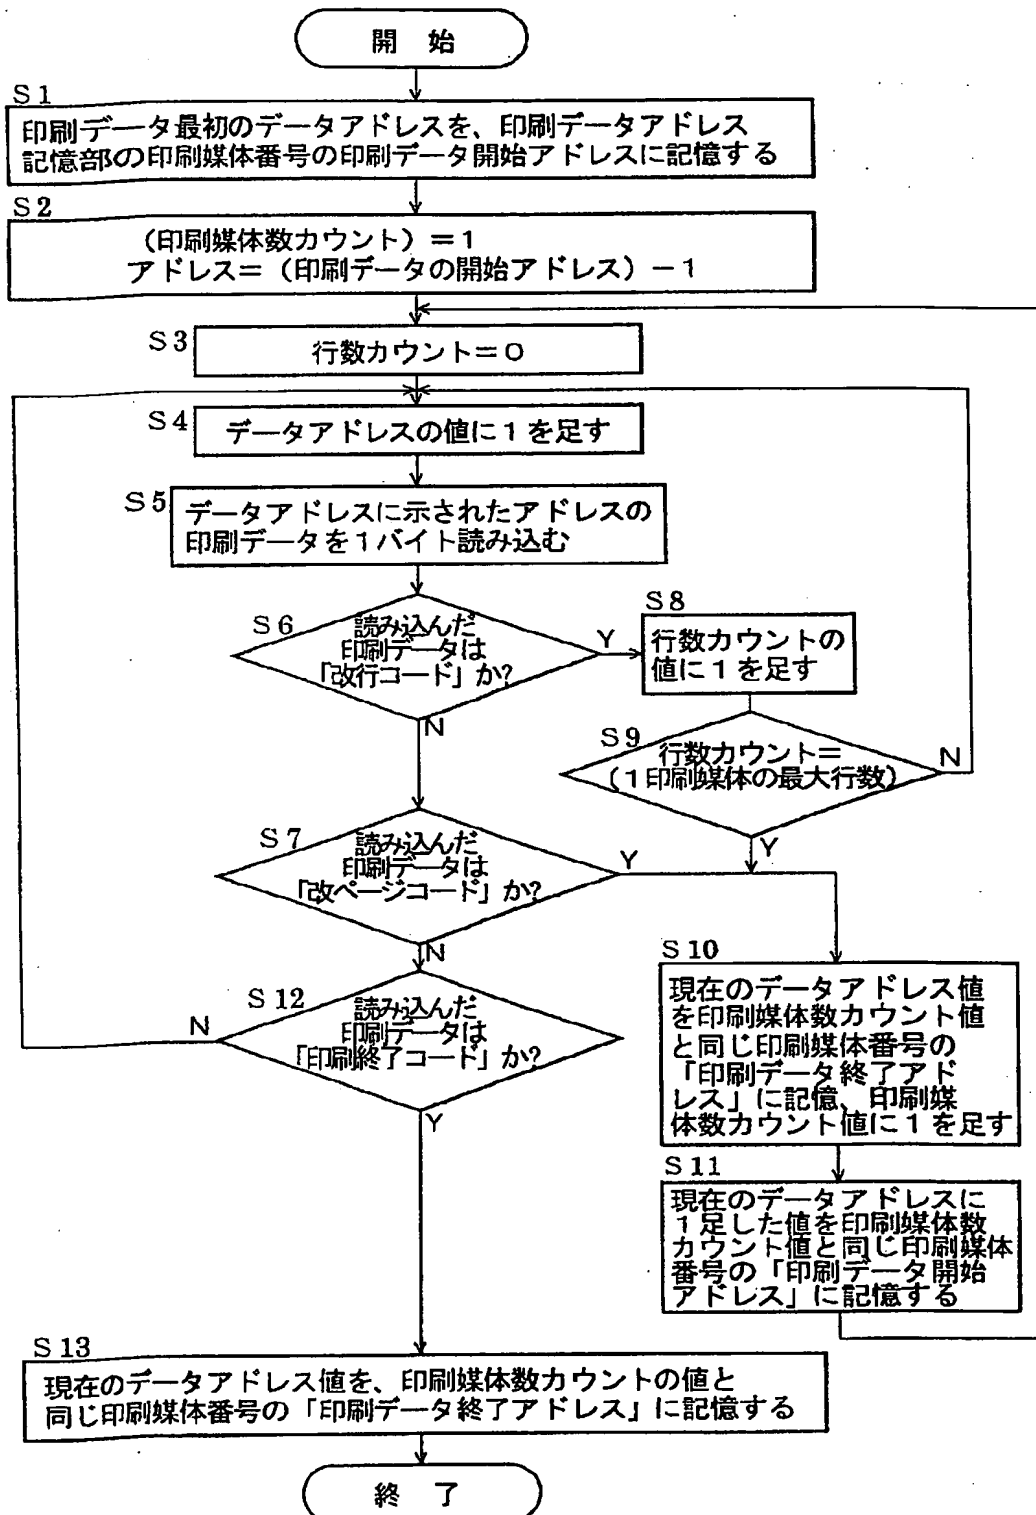 開 始
S1
印刷データ最初のデータアドレスを、印刷データアドレス
記憶部の印刷媒体番号の印刷データ開始アドレスに記憶する
S2
(印刷媒体数カウント)=1
アドレス=(印刷データの開始アドレス)-1
S3
行数カウント=0
S4
データアドレスの値に1を足す
S5
データアドレスに示されたアドレスの
印刷データを1バイト読み込む
S6
読み込んだ
印刷データは
「改行コード」か?
Y
N
S8
行数カウントの
値に1を足す
S9
行数カウント=
(1印刷媒体の最大行数)
N
Y
S7
読み込んだ
印刷データは
「改ページコード」か?
Y
N
S10
現在のデータアドレス値
を印刷媒体数カウント値
と同じ印刷媒体番号の
「印刷データ終了アド
レス」に記憶、印刷媒
体数カウント値に1を足す
S11
現在のデータアドレスに
1足した値を印刷媒体数
カウント値と同じ印刷媒体
番号の「印刷データ開始
アドレス」に記憶する
S12
読み込んだ
印刷データは
「印刷終了コード」か?
N
Y
S13
現在のデータアドレス値を、印刷媒体数カウントの値と
同じ印刷媒体番号の「印刷データ終了アドレス」に記憶する
終 了